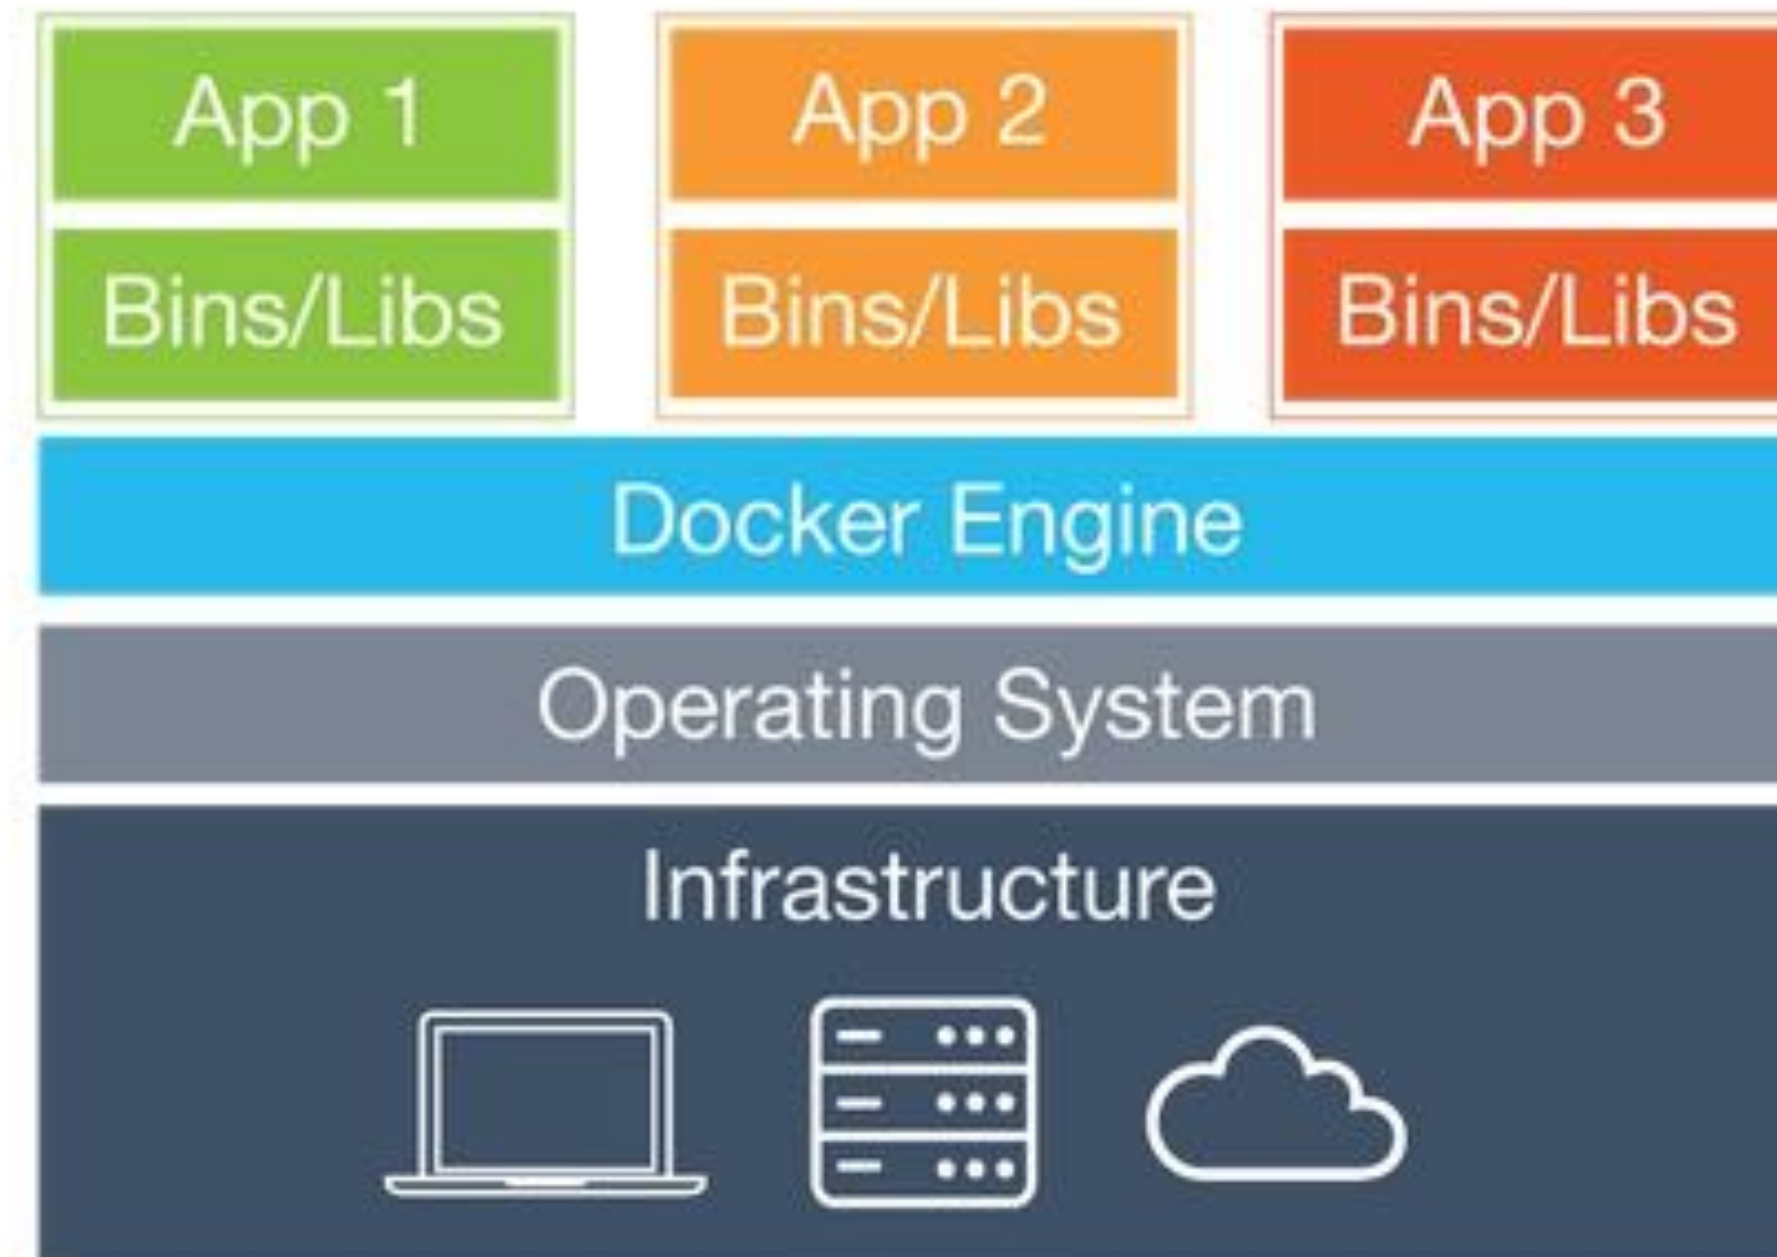 App 1
App 2
App 3
Bins/Libs
Bins/Libs
Bins/Libs
Docker Engine
Operating System
Infrastructure